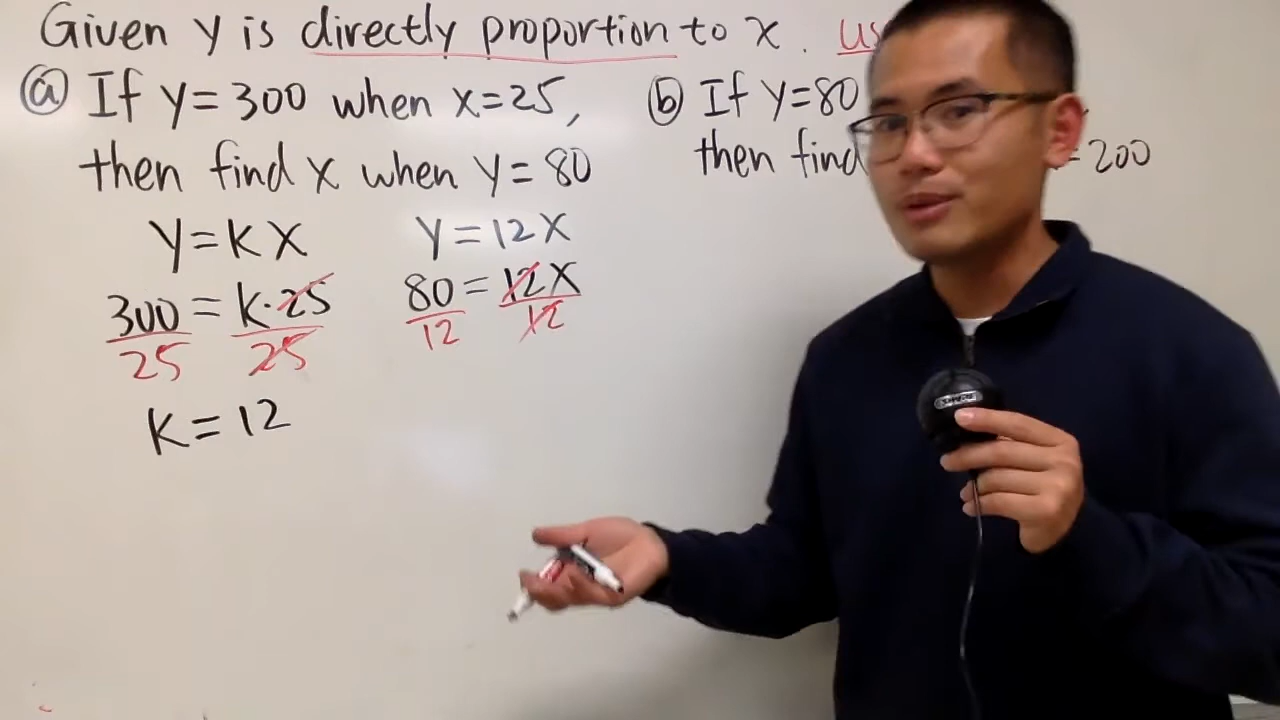 Given y is directly proportion to x.
ⓐ If y=300 when x=25,
then find x when y=80
ⓑ If y=80
then find 200
y=kx
300 = k·25
25 25
k=12
y=12x
80 = 12x
12 12